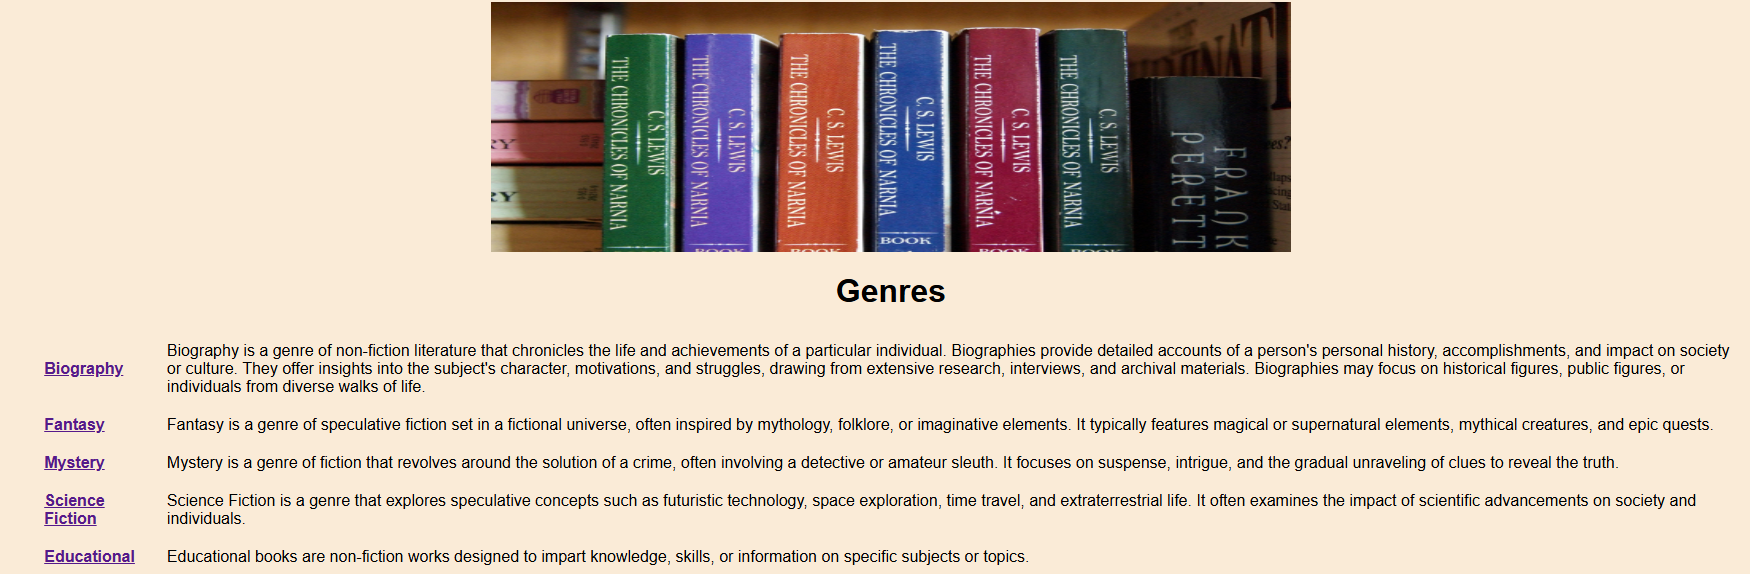 RY
RY
THE CHRONICLES OF NARNIA
C. S. LEWIS
THE CHRONICLES OF NARNIA
C. S. LEWIS
BOOK
THE CHRONICLES OF NARNIA
C. S. LEWIS
BOOK
THE CHRONICLES OF NARNIA
C. S. LEWIS
BOOK
THE CHRONICLES OF NARNIA
C. S. LEWIS
BOOK
THE CHRONICLES OF NARNIA
C. S. LEWIS
BOOK
FRANK
PERETTI
THE
Genres
Biography
Biography is a genre of non-fiction literature that chronicles the life and achievements of a particular individual. Biographies provide detailed accounts of a person's personal history, accomplishments, and impact on society
or culture. They offer insights into the subject's character, motivations, and struggles, drawing from extensive research, interviews, and archival materials. Biographies may focus on historical figures, public figures, or
individuals from diverse walks of life.
Fantasy
Fantasy is a genre of speculative fiction set in a fictional universe, often inspired by mythology, folklore, or imaginative elements. It typically features magical or supernatural elements, mythical creatures, and epic quests.
Mystery
Mystery is a genre of fiction that revolves around the solution of a crime, often involving a detective or amateur sleuth. It focuses on suspense, intrigue, and the gradual unraveling of clues to reveal the truth.
Science
Fiction
Science Fiction is a genre that explores speculative concepts such as futuristic technology, space exploration, time travel, and extraterrestrial life. It often examines the impact of scientific advancements on society and
individuals.
Educational
Educational books are non-fiction works designed to impart knowledge, skills, or information on specific subjects or topics.